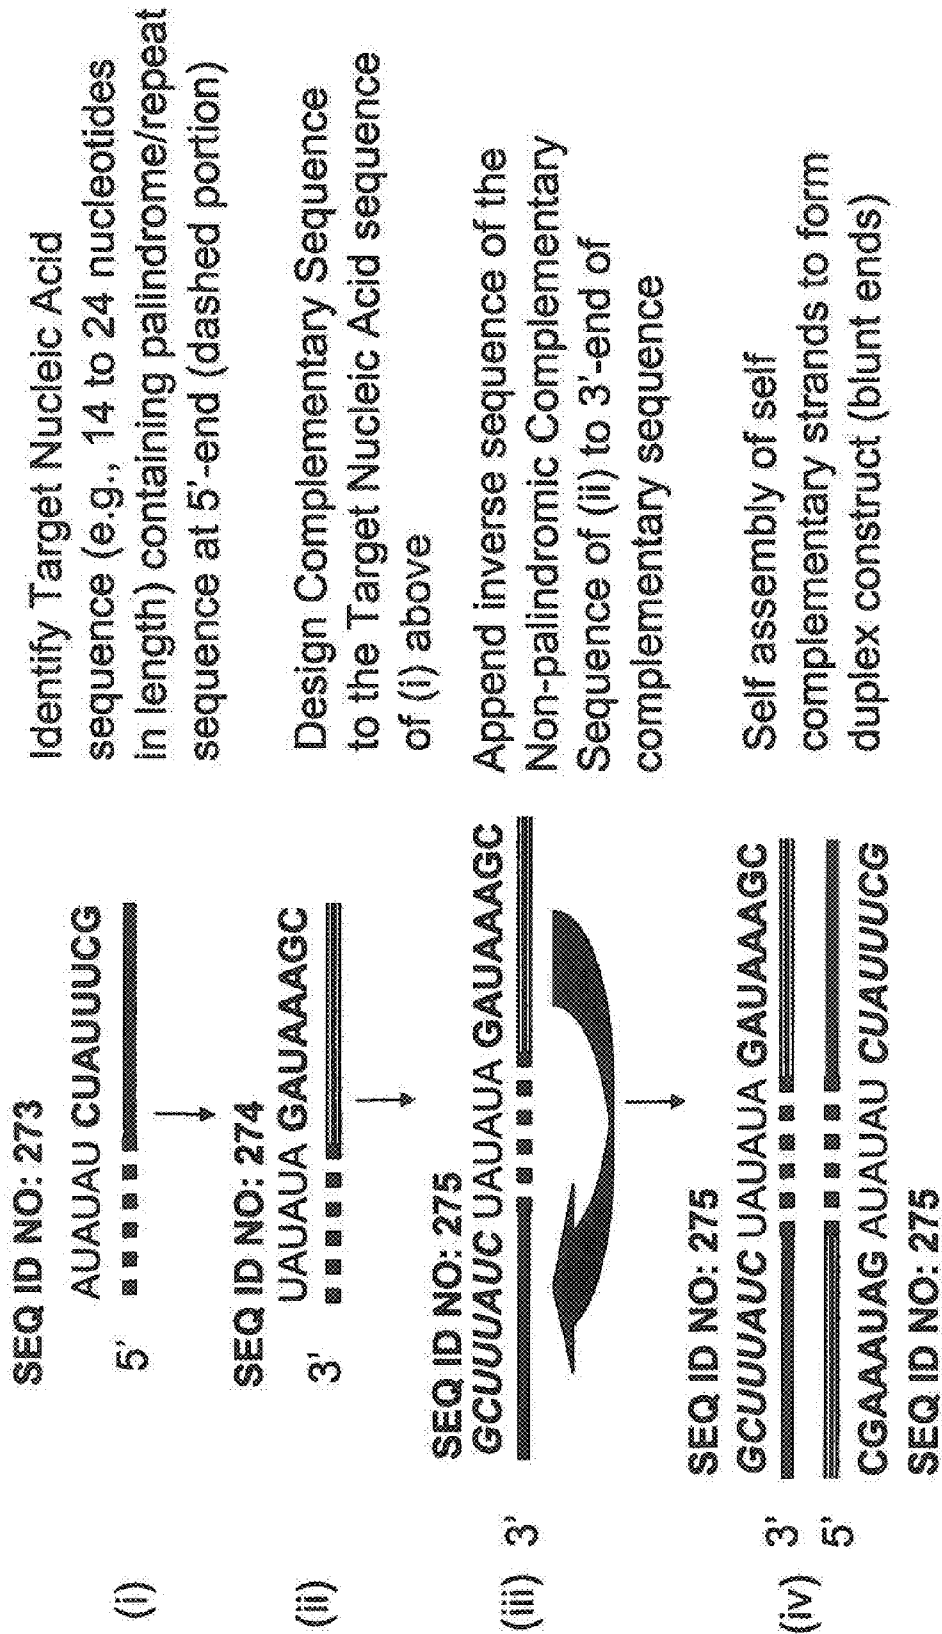 (i)
SEQ ID NO: 273
AUAUAU CUAUUUCG
5'
Identify Target Nucleic Acid
sequence (e.g., 14 to 24 nucleotides
in length) containing palindrome/repeat
sequence at 5'-end (dashed portion)
(ii)
SEQ ID NO: 274
UAUAUA GAUAAAGC
3'
Design Complementary Sequence
to the Target Nucleic Acid sequence
of (i) above
(iii)
SEQ ID NO: 275
GCUUUAUC UAUAUA GAUAAAGC
3'
Append inverse sequence of the
Non-palindromic Complementary
Sequence of (ii) to 3'-end of
complementary sequence
(iv)
SEQ ID NO: 275
GCUUUAUC UAUAUA GAUAAAGC
3'
5'
CGAAAUAG AUAUAU CUAUUUCG
SEQ ID NO: 275
Self assembly of self
complementary strands to form
duplex construct (blunt ends)